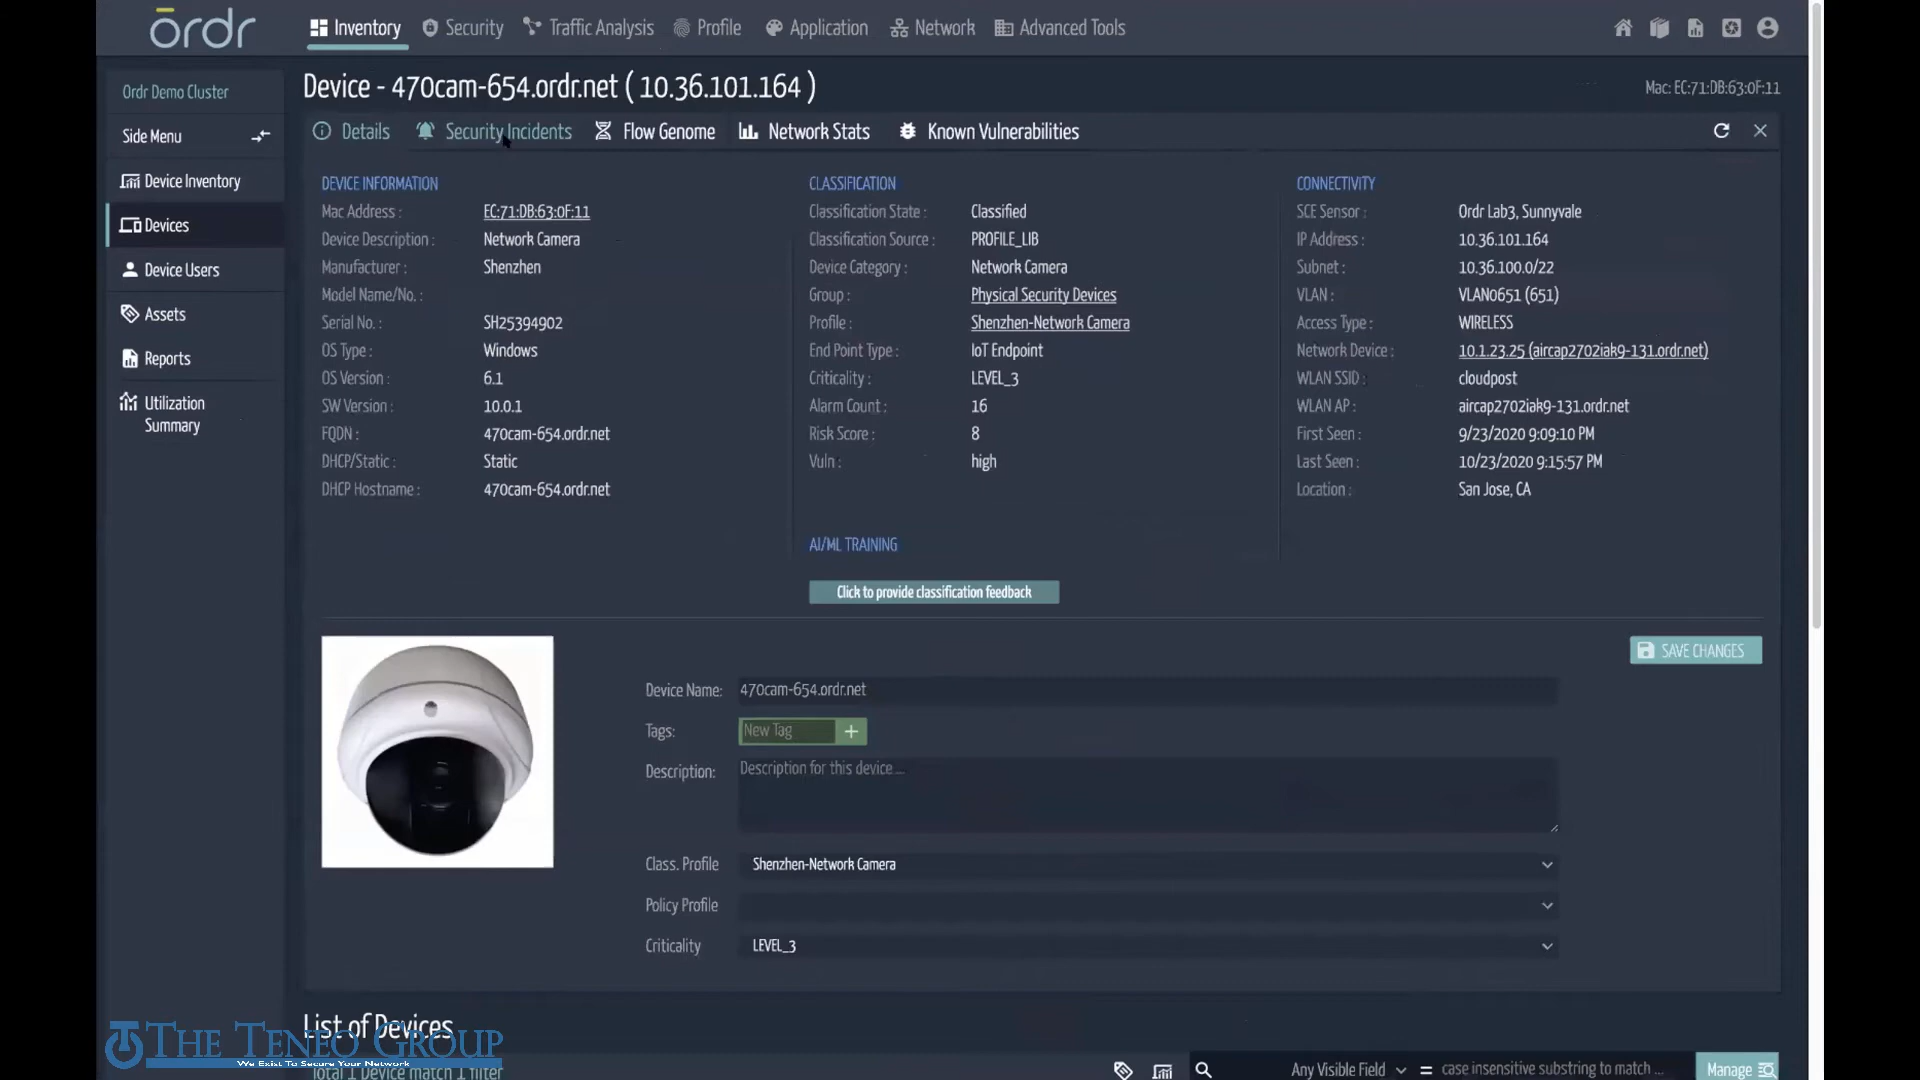 ordr
Inventory
Security
Traffic Analysis
Profile
Application
Network
Advanced Tools
Ordr Demo Cluster
Side Menu
Device Inventory
Devices
Device Users
Assets
Reports
Utilization
Summary
Device - 470cam-654.ordr.net ( 10.36.101.164 )
Mac: EC:71:DB:63:0F:11
Details
Security Incidents
Flow Genome
Network Stats
Known Vulnerabilities
DEVICE INFORMATION
Mac Address : EC:71:DB:63:0F:11
Device Description : Network Camera
Manufacturer : Shenzhen
Model Name/No. :
Serial No. : SH25394902
OS Type : Windows
OS Version : 6.1
SW Version : 10.0.1
FQDN : 470cam-654.ordr.net
DHCP/Static : Static
DHCP Hostname : 470cam-654.ordr.net
CLASSIFICATION
Classification State : Classified
Classification Source : PROFILE_LIB
Device Category : Network Camera
Group : Physical Security Devices
Profile : Shenzhen-Network Camera
End Point Type : IoT Endpoint
Criticality : LEVEL_3
Alarm Count : 16
Risk Score : 8
Vuln : high
AI/ML TRAINING
Click to provide classification feedback
CONNECTIVITY
SCE Sensor : Ordr Lab3, Sunnyvale
IP Address : 10.36.101.164
Subnet : 10.36.100.0/22
VLAN : VLAN0651 (651)
Access Type : WIRELESS
Network Device : 10.1.23.25 (aircap2702iak9-131.ordr.net)
WLAN SSID : cloudpost
WLAN AP : aircap2702iak9-131.ordr.net
First Seen : 9/23/2020 9:09:10 PM
Last Seen : 10/23/2020 9:15:57 PM
Location : San Jose, CA
SAVE CHANGES
Device Name: 470cam-654.ordr.net
Tags: New Tag +
Description: Description for this device....
Class. Profile Shenzhen-Network Camera
Policy Profile
Criticality LEVEL_3
List of Devices
THE TENEO GROUP
We Exist To Secure Your Network
Total 1 Device match 1 filter
Any Visible Field = case insensitive substring to match ...
Manage